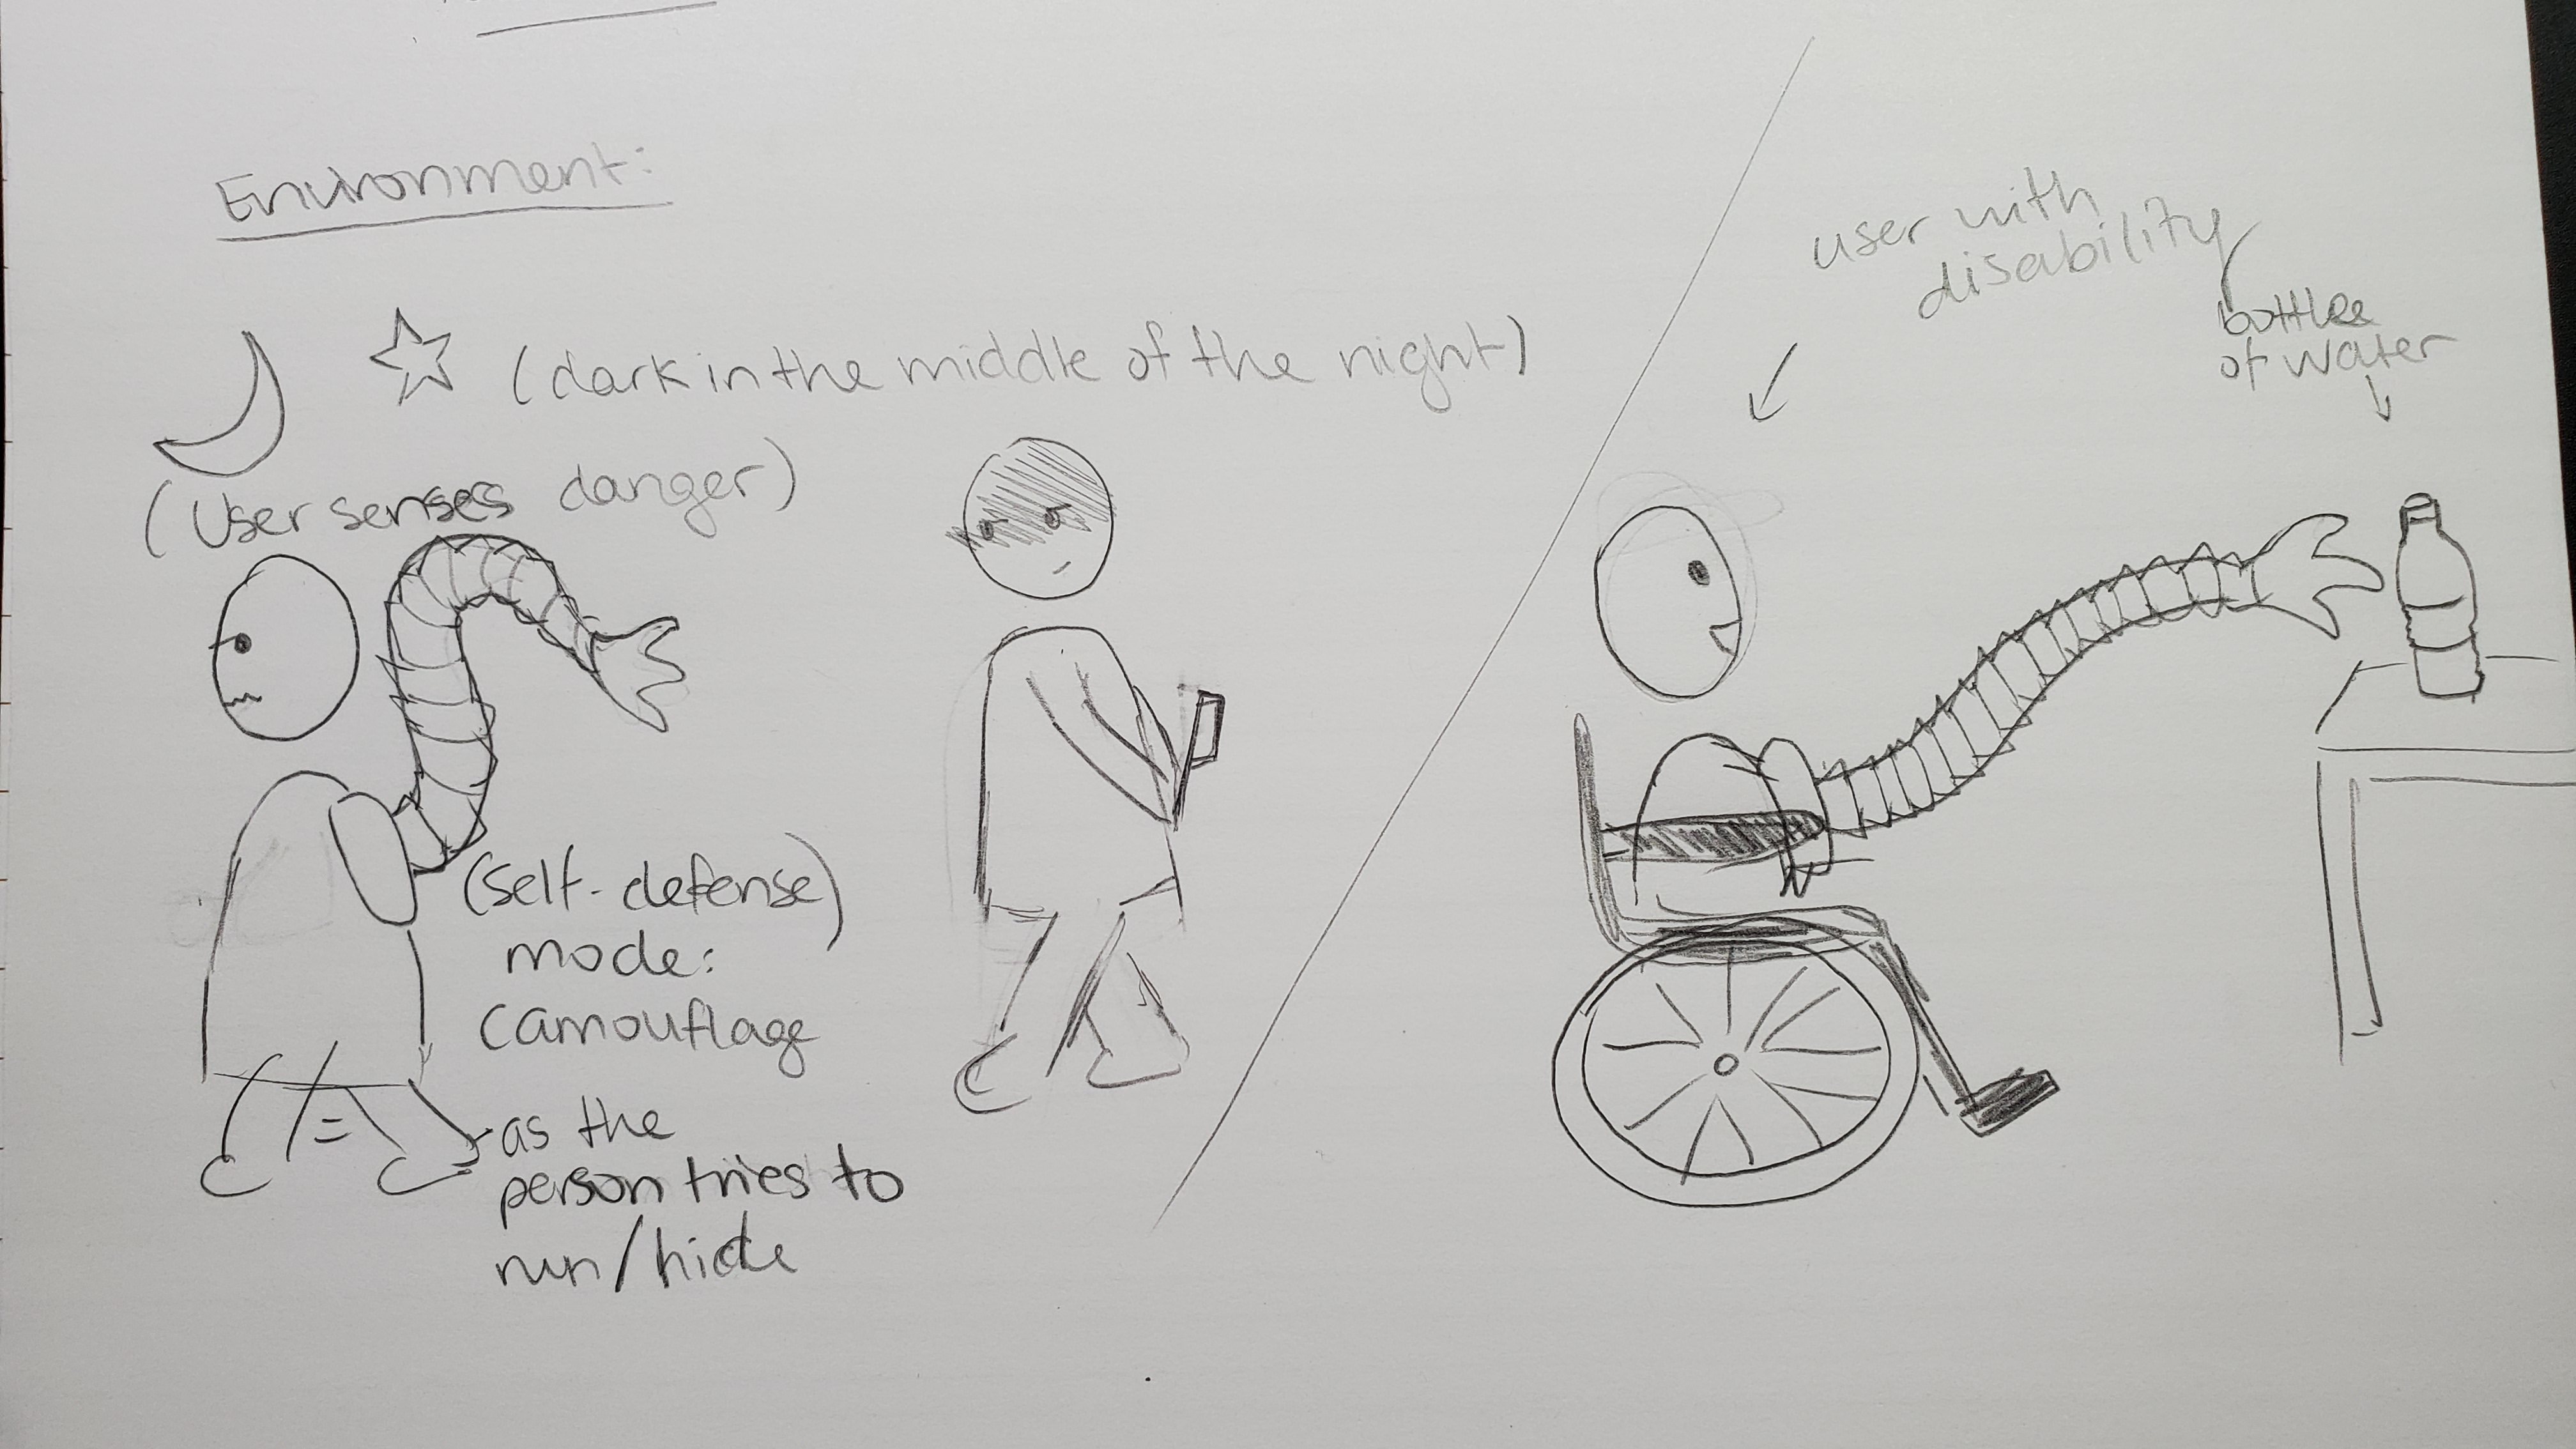 Environment:
(dark in the middle of the night)
(User senses danger)
(self-defense)
mode:
camouflage
as the
person tries to
run/hide
user with
disability
bottle
of water